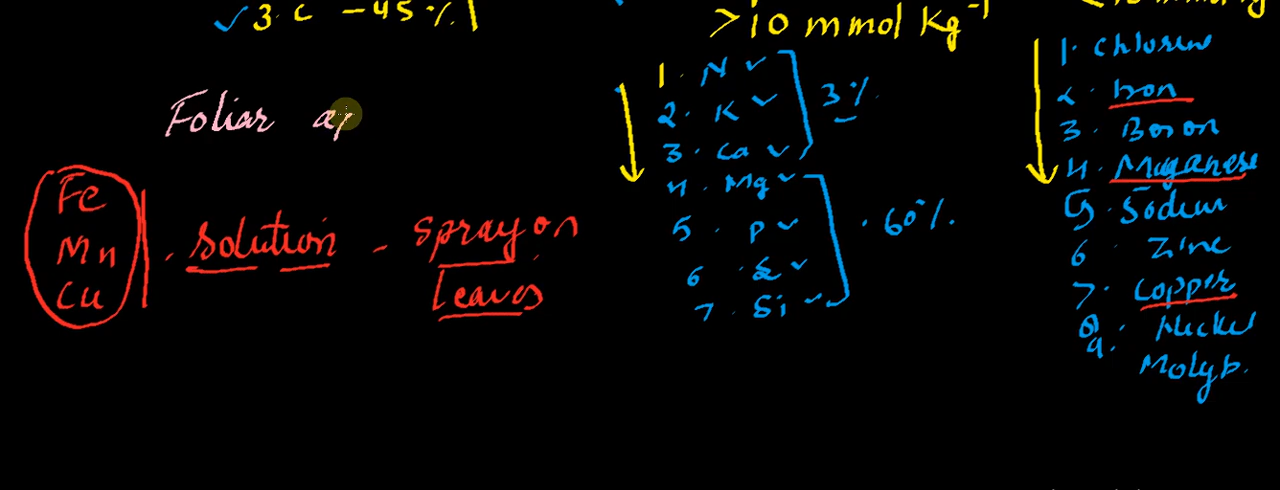 ✓ 3. C - 45 %
>10 mmol Kg⁻¹
Foliar ap
Fe
Mn
Cu
. Solution - Spray on
Leaves
1. N ✓
2. K ✓
3. Ca ✓
3%
4. Mg ✓
5. P ✓
6. S ✓
7. Si ✓
.60%.
1. Chlorine
2. Iron
3. Boron
4. Maganese
5. Sodium
6 Zinc
7. Copper
8. Nickel
9. Molyb.